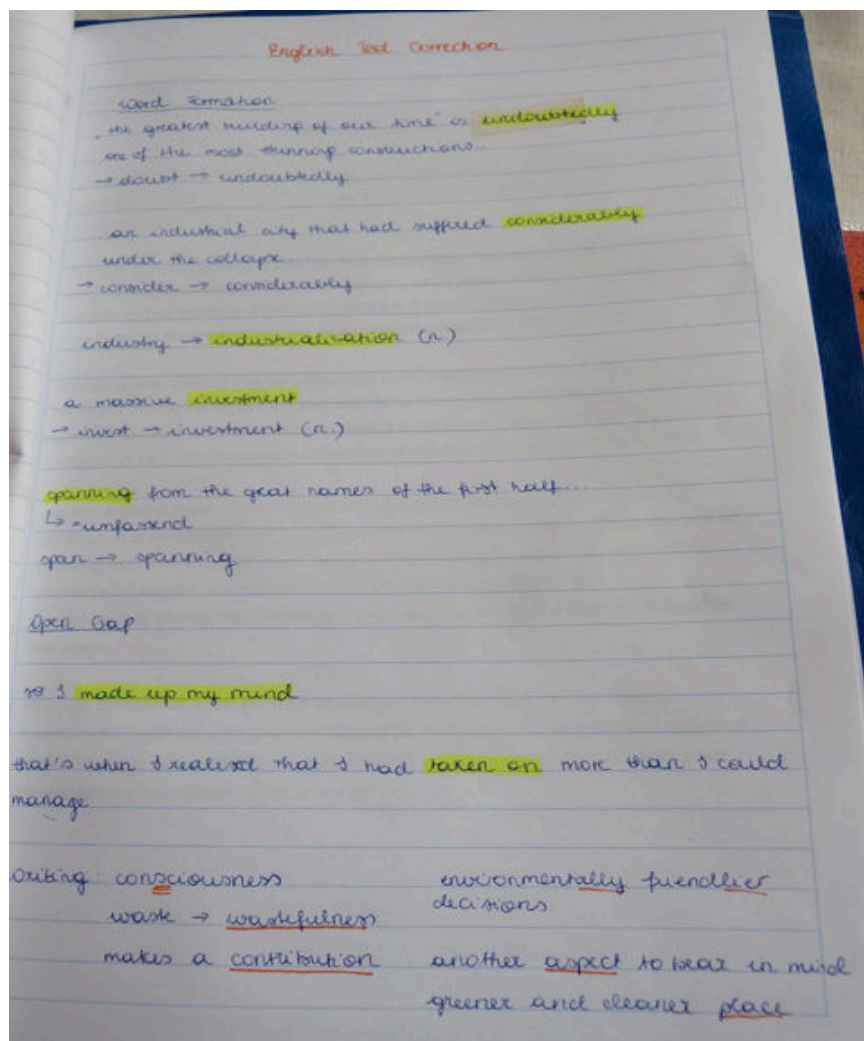 English Test Correction
Word Formation
"the greatest building of our time" is undoubtedly
one of the most stunning constructions...
→ doubt → undoubtedly
an industrial city that had suffered considerably
under the collapse...
→ consider → considerably
industry → industrialisation (n.)
a massive investment
→ invest → investment (n.)
spanning from the great names of the first half....
↳ = umfassend
span → spanning
Open Gap
so I made up my mind
that's when I realized that I had taken on more than I could
manage
Writing: consciousness
waste → wastefulness
makes a contribution
environmentally friendlier
decisions
another aspect to bear in mind
greener and cleaner place